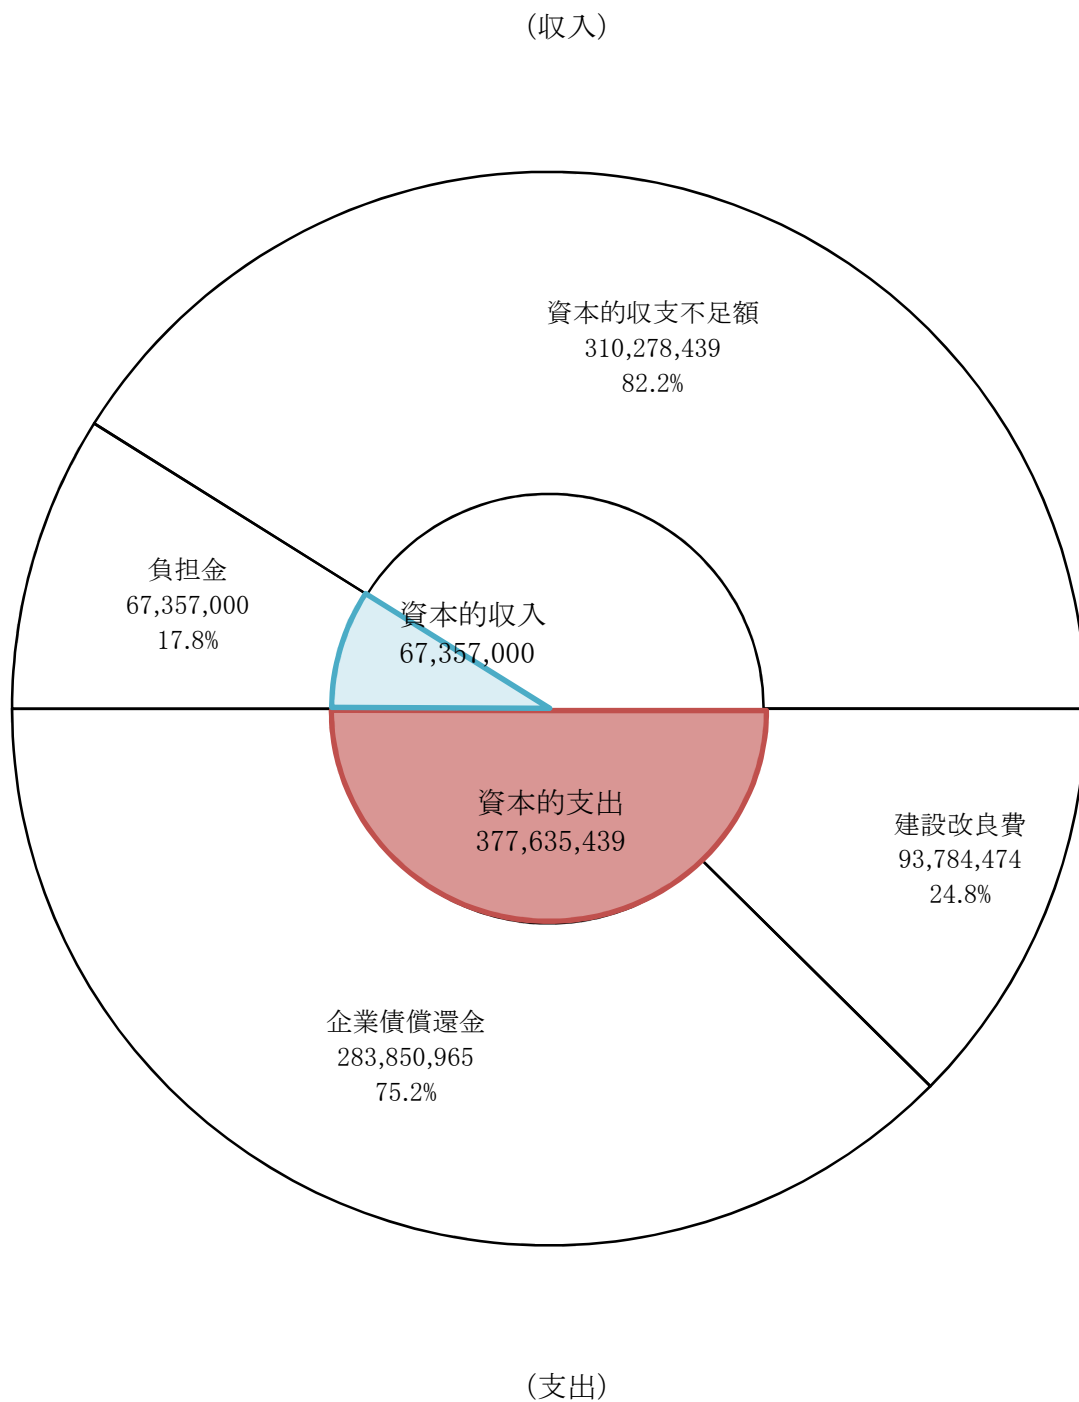 (収入)
資本的収支不足額
310,278,439
82.2%
負担金
67,357,000
17.8%
資本的収入
67,357,000
資本的支出
377,635,439
建設改良費
93,784,474
24.8%
企業債償還金
283,850,965
75.2%
(支出)